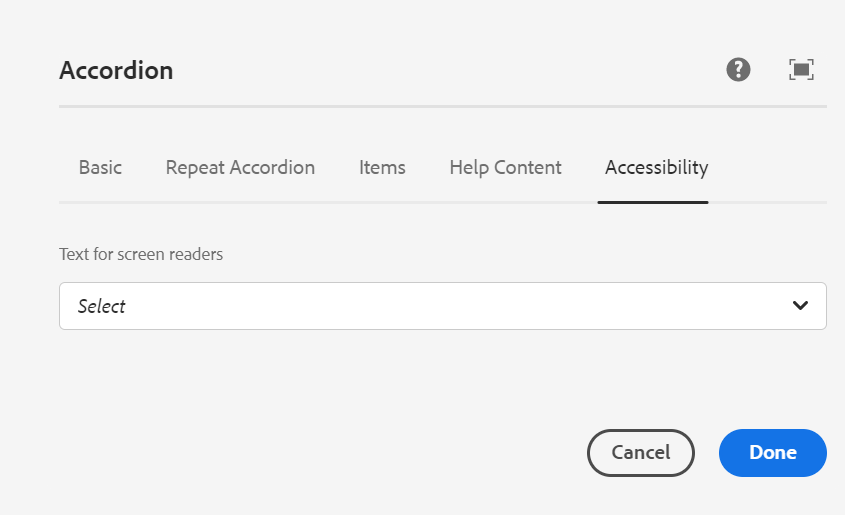 Accordion
Basic Repeat Accordion Items Help Content Accessibility
Text for screen readers
Select
Cancel Done